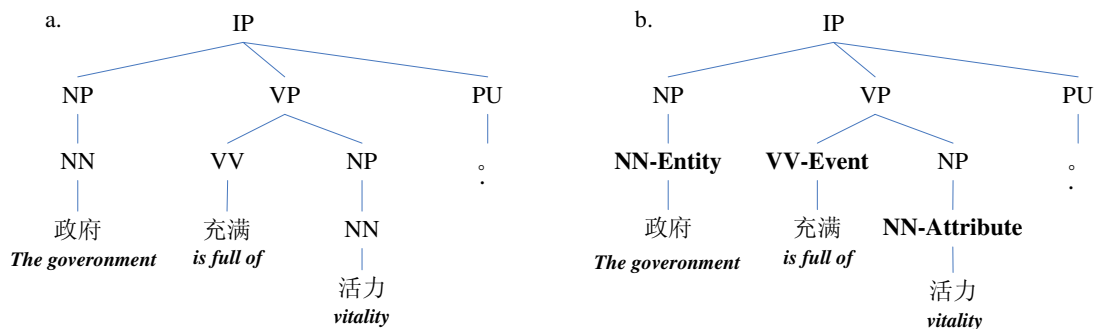 a.
IP
NP VP PU
NN VV NP 。
政府 充满 NN .
The goveronment is full of
活力
vitality
b.
IP
NP VP PU
NN-Entity VV-Event NP 。
政府 充满 NN-Attribute .
The goveronment is full of
活力
vitality